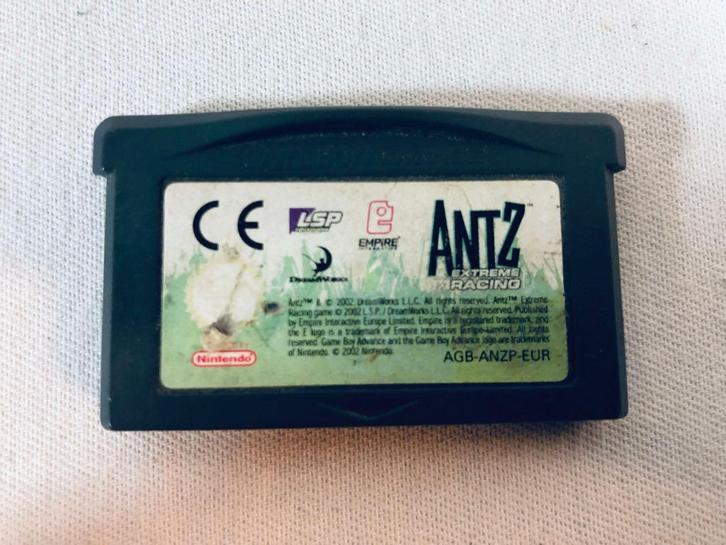 CE
LSP
EMPIRE
INTERACTIVE
DREAMWORKS
ANTZ™
EXTREME
RACING
Antz™ & © 2002 DreamWorks L.L.C. All rights reserved. Antz™ Extreme
Racing game © 2002 L.S.P. / DreamWorks L.L.C. All rights reserved. Published
by Empire Interactive Europe Limited. Empire is a registered trademark, and
the E logo is a trademark of Empire Interactive Europe Limited. All rights
reserved. Game Boy Advance and the Game Boy Advance logo are trademarks
of Nintendo. © 2002 Nintendo.
Nintendo
AGB-ANZP-EUR